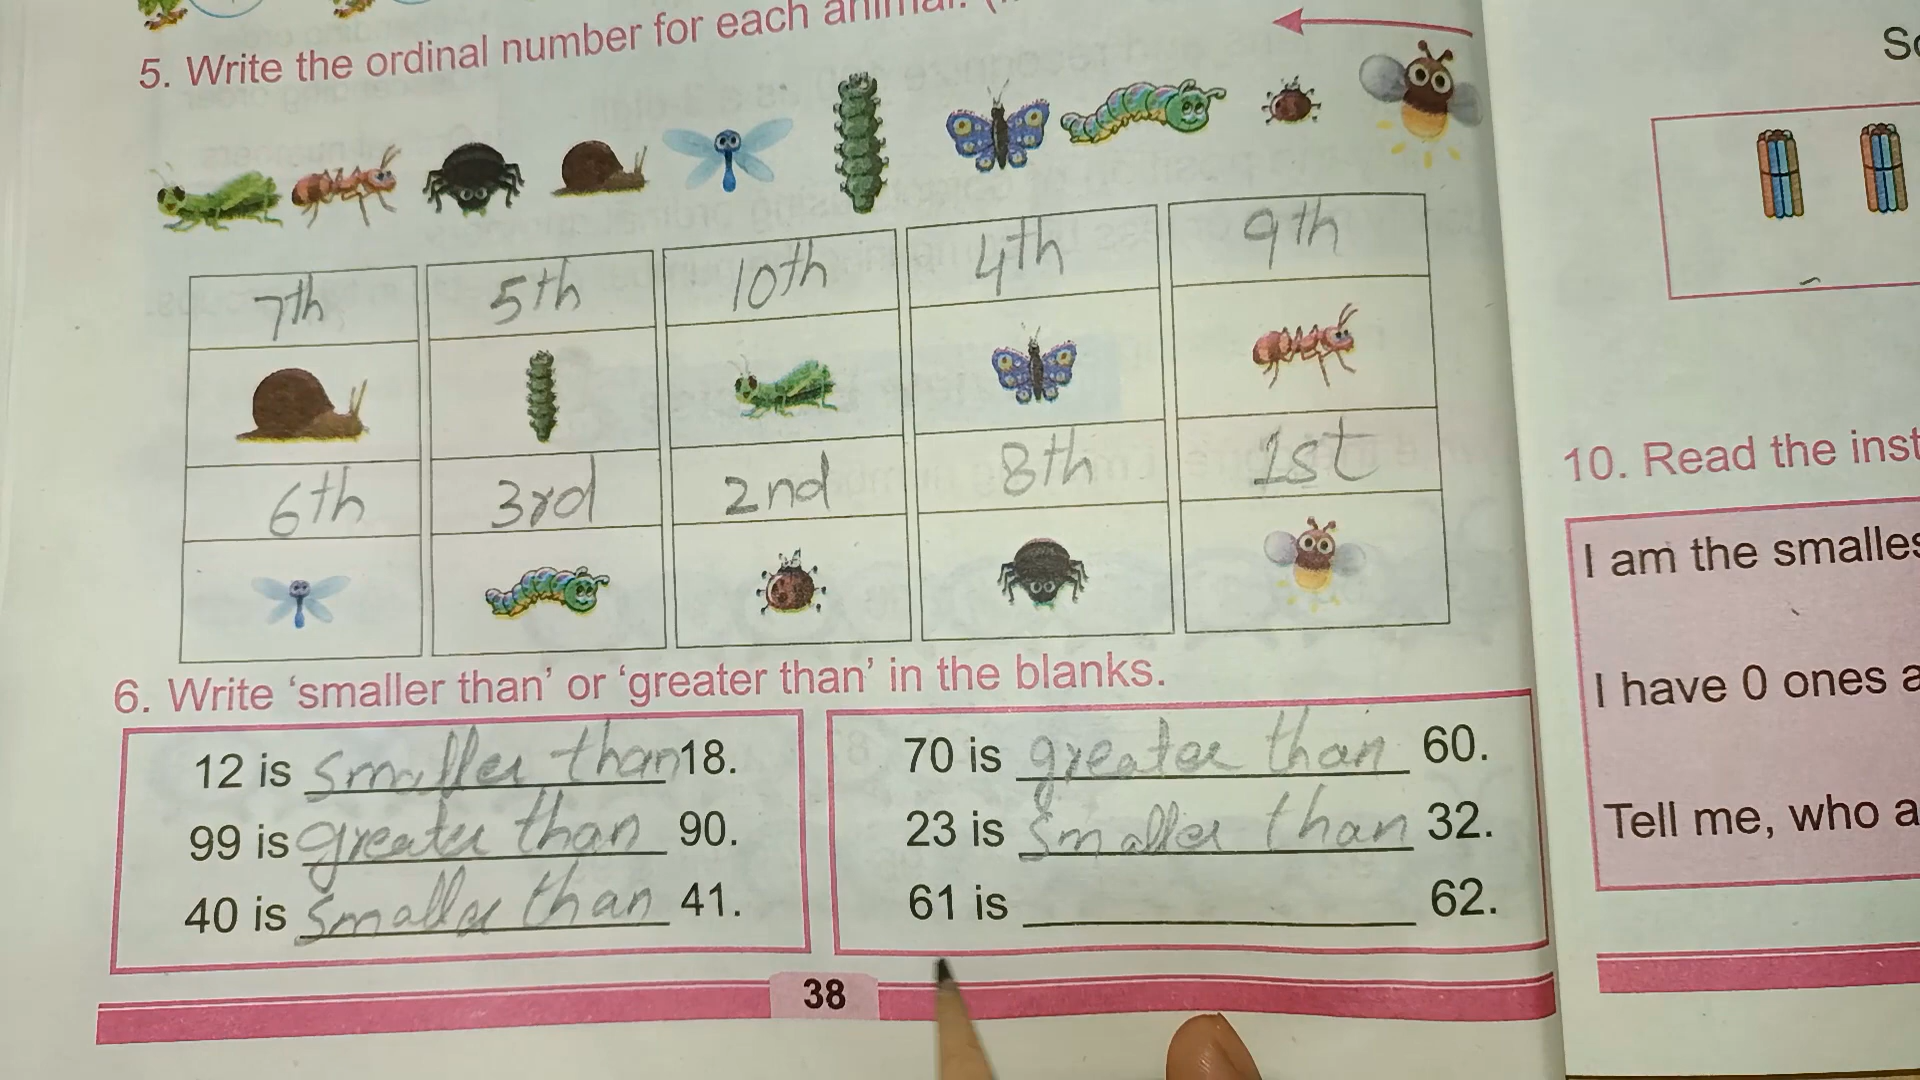 5. Write the ordinal number for each animal.
7th 5th 10th 4th 9th
6th 3rd 2nd 8th 1st
6. Write ‘smaller than’ or ‘greater than’ in the blanks.
12 is smaller than 18.
99 is greater than 90.
40 is smaller than 41.
70 is greater than 60.
23 is smaller than 32.
61 is ____________ 62.
38
10. Read the inst
I am the smalles
I have 0 ones a
Tell me, who a